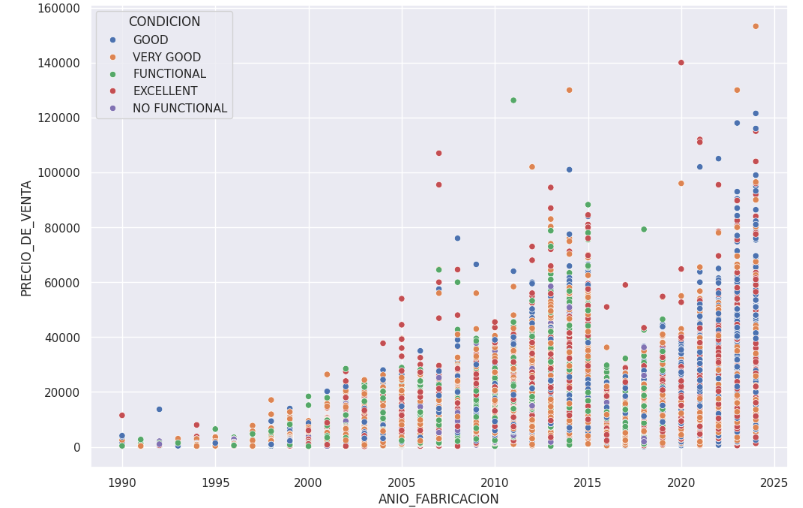 160000
140000
120000
100000
80000
60000
40000
20000
0
PRECIO_DE_VENTA
CONDICION
GOOD
VERY GOOD
FUNCTIONAL
EXCELLENT
NO FUNCTIONAL
1990 1995 2000 2005 2010 2015 2020 2025
ANIO_FABRICACION